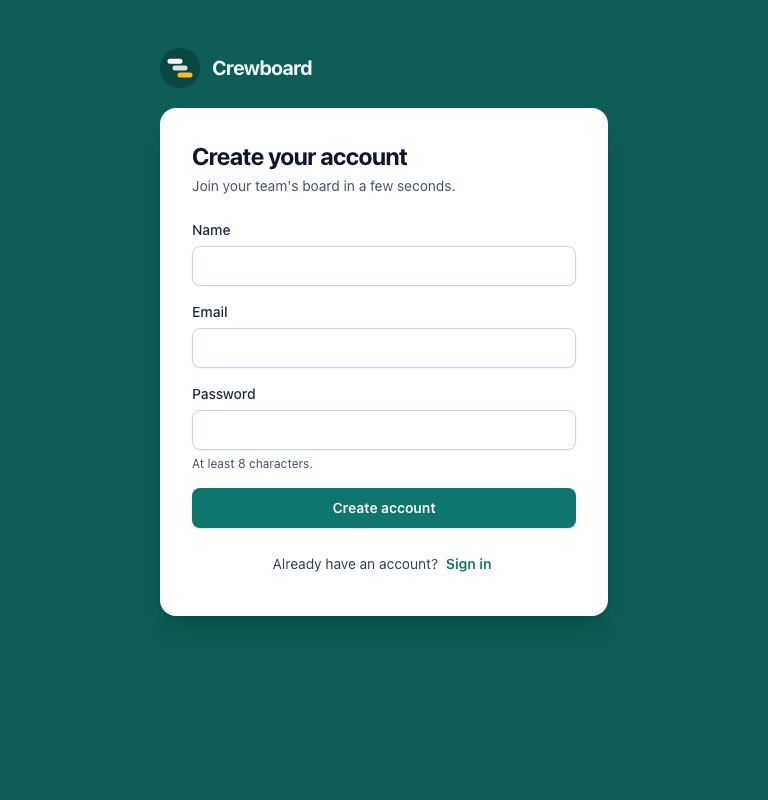 Crewboard
Create your account
Join your team's board in a few seconds.
Name
Email
Password
At least 8 characters.
Create account
Already have an account? Sign in